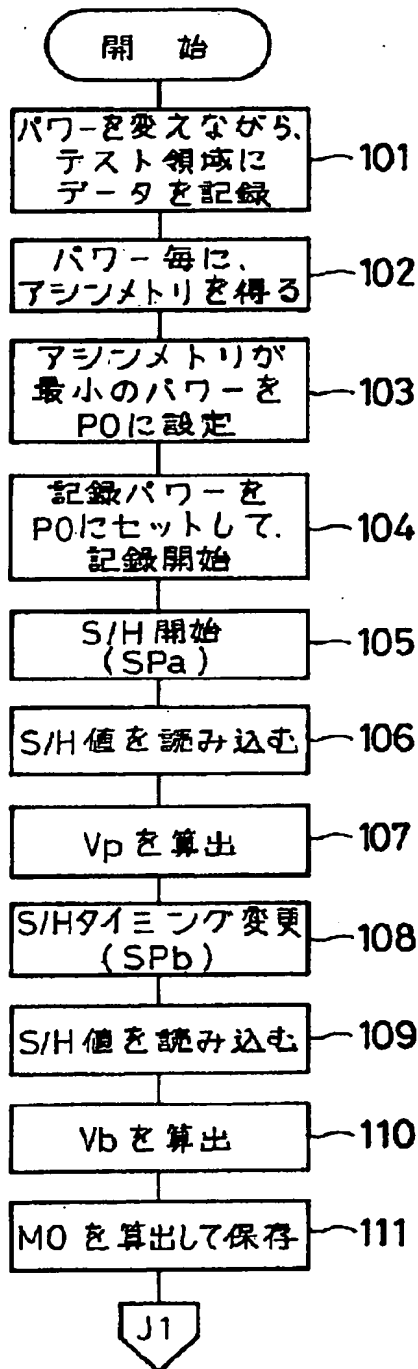 開 始
パワーを変えながら、
テスト領域に
データを記録
101
パワー毎に、
アシンメトリを得る
102
アシンメトリが
最小のパワーを
P0に設定
103
記録パワーを
P0にセットして、
記録開始
104
S/H 開始
(SPa)
105
S/H 値を読み込む
106
Vp を算出
107
S/Hタイミング変更
(SPb)
108
S/H 値を読み込む
109
Vb を算出
110
M0 を算出して保存
111
J1